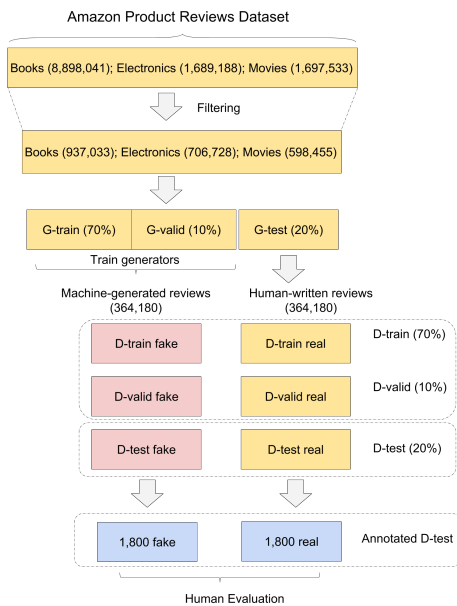 Amazon Product Reviews Dataset
Books (8,898,041); Electronics (1,689,188); Movies (1,697,533)
Filtering
Books (937,033); Electronics (706,728); Movies (598,455)
G-train (70%)
G-valid (10%)
G-test (20%)
Train generators
Machine-generated reviews
(364,180)
Human-written reviews
(364,180)
D-train fake
D-train real
D-train (70%)
D-valid fake
D-valid real
D-valid (10%)
D-test fake
D-test real
D-test (20%)
1,800 fake
1,800 real
Annotated D-test
Human Evaluation